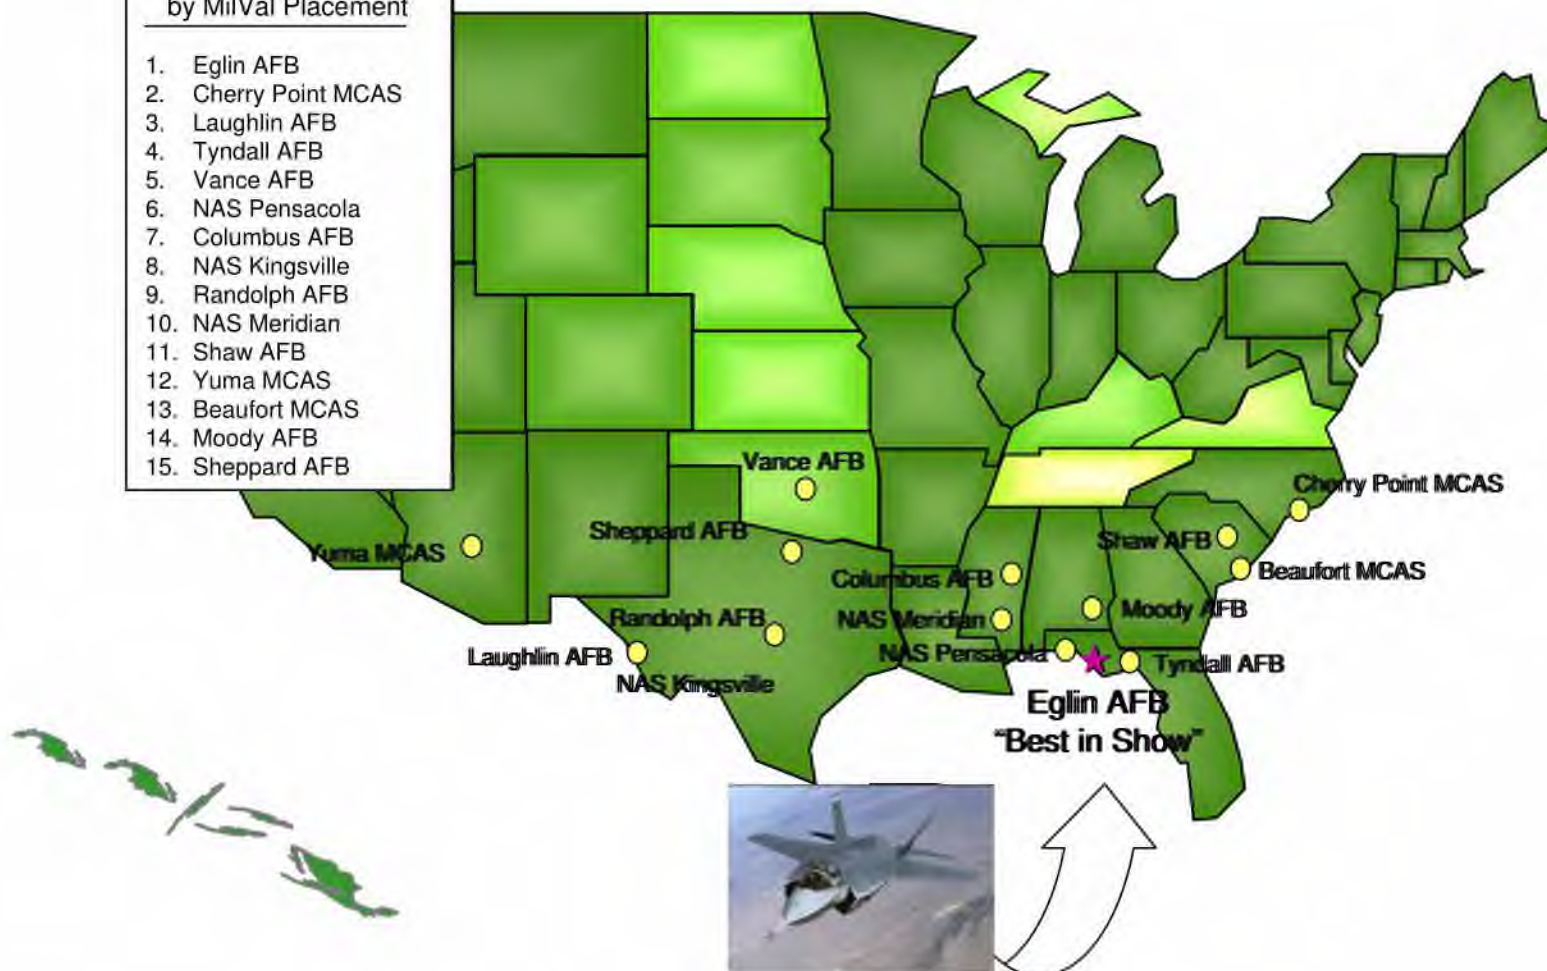 by MilVal Placement
1. Eglin AFB
2. Cherry Point MCAS
3. Laughlin AFB
4. Tyndall AFB
5. Vance AFB
6. NAS Pensacola
7. Columbus AFB
8. NAS Kingsville
9. Randolph AFB
10. NAS Meridian
11. Shaw AFB
12. Yuma MCAS
13. Beaufort MCAS
14. Moody AFB
15. Sheppard AFB
Vance AFB
Cherry Point MCAS
Sheppard AFB
Shaw AFB
Yuma MCAS
Beaufort MCAS
Columbus AFB
Moody AFB
Randolph AFB
NAS Meridian
NAS Pensacola
Laughlin AFB
Tyndall AFB
NAS Kingsville
Eglin AFB
"Best in Show"